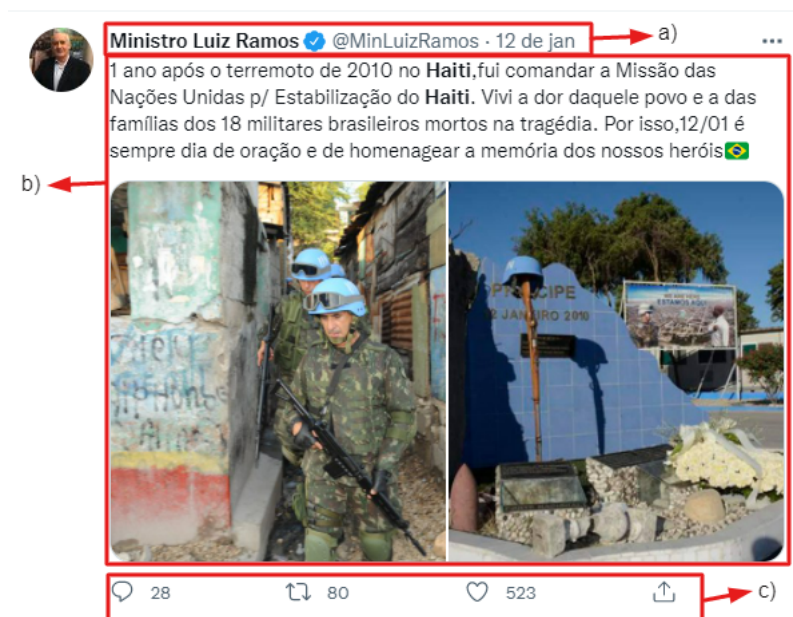 Ministro Luiz Ramos @MinLuizRamos · 12 de jan
a)
1 ano após o terremoto de 2010 no Haiti,fui comandar a Missão das
Nações Unidas p/ Estabilização do Haiti. Vivi a dor daquele povo e a das
famílias dos 18 militares brasileiros mortos na tragédia. Por isso,12/01 é
sempre dia de oração e de homenagear a memória dos nossos heróis🇧🇷
b)
12 JANEIRO 2010
ESTAMOS AQUI
28 80 523
c)